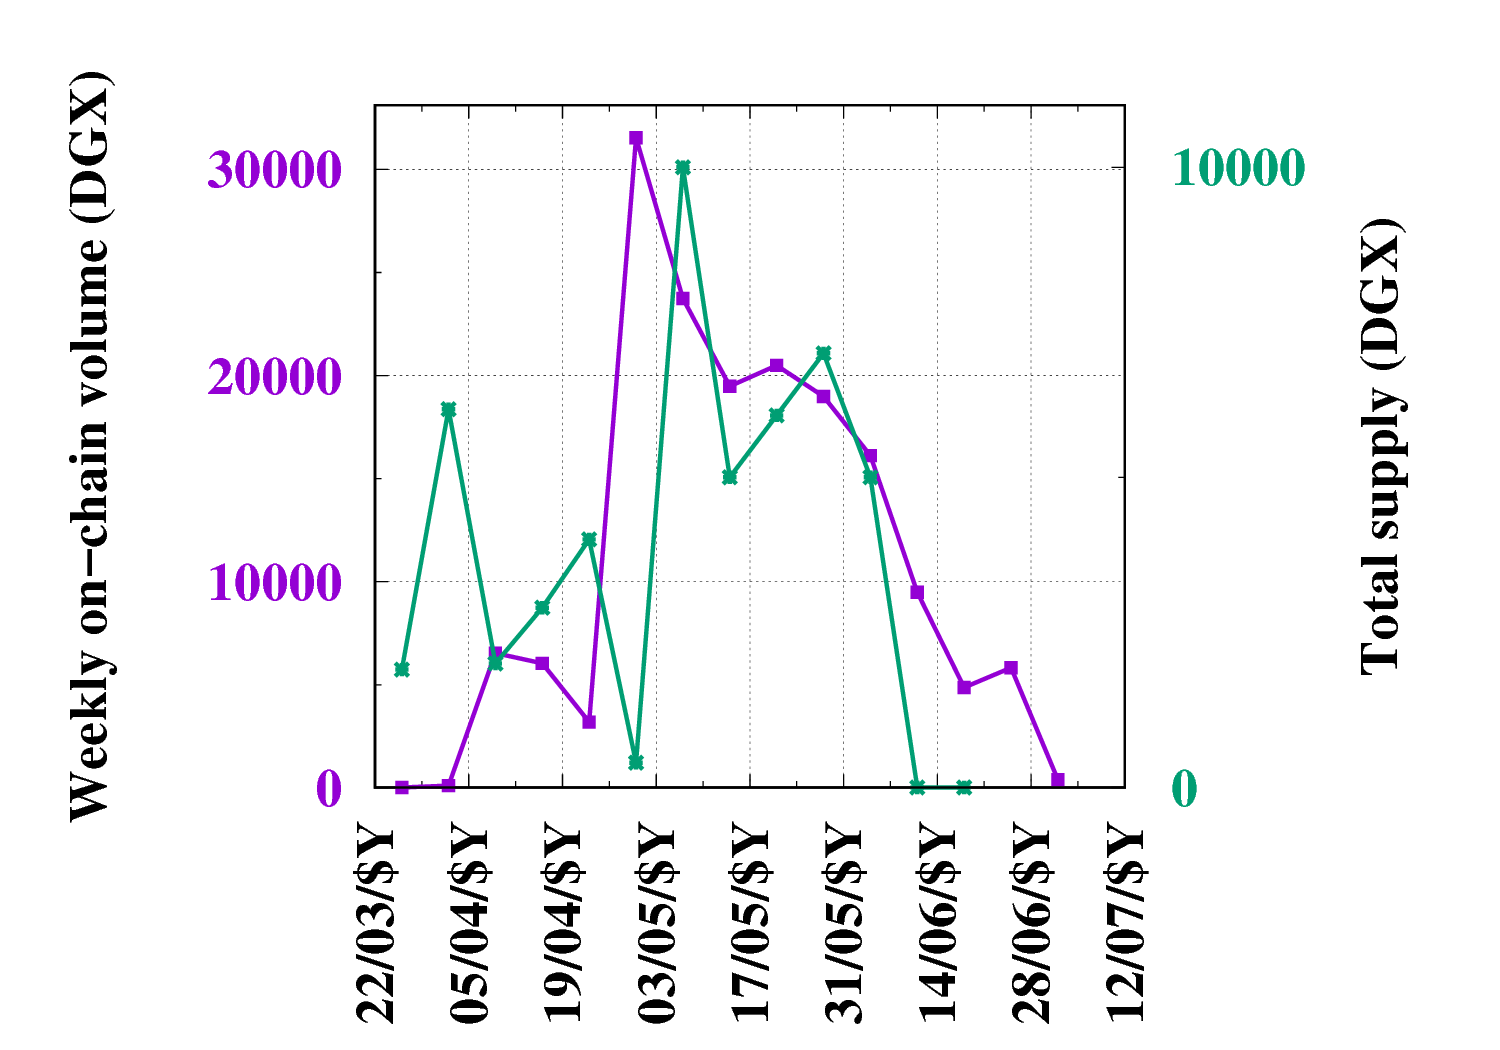 Weekly on−chain volume (DGX)
30000
20000
10000
0
10000
0
Total supply (DGX)
22/03/$Y
05/04/$Y
19/04/$Y
03/05/$Y
17/05/$Y
31/05/$Y
14/06/$Y
28/06/$Y
12/07/$Y